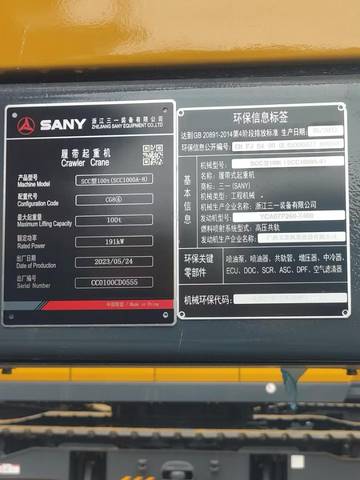 SANY
浙江三一装备有限公司
ZHEJIANG SANY EQUIPMENT CO.,LTD
履带起重机
Crawler Crane
产品型号
Machine Model
SCC型100t(SCC1000A-8)
配置代号
Configuration Code
CG8④
最大起重量
Maximum Lifting Capacity
100t
额定功率
Rated Power
191kW
出厂日期
Date of Production
2023/05/24
出厂编号
Serial Number
CC0100CD0555
中国制造 / Made in China
环保信息标签
达到GB 20891-2014第4阶段排放标准 生产日期:
环保信息公开编号:
基本信息
机械型号:
机械名称: 履带式起重机
商标: 三一(SANY)
机械类型: 工程机械
机械生产企业: 浙江三一装备有限公司
发动机型号:
燃料喷射系统型式: 高压共轨
发动机生产企业:
环保关键零部件
喷油泵、喷油器、共轨管、增压器、中冷器、
ECU、DOC、SCR、ASC、DPF、空气滤清器
机械环保代码: